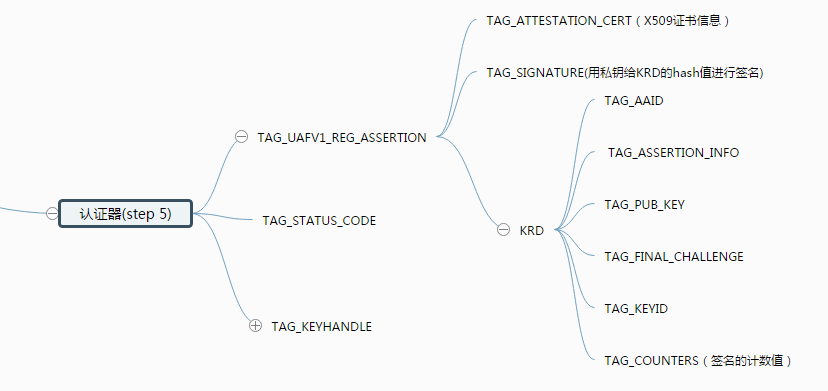 TAG_ATTESTATION_CERT（X509证书信息）
TAG_SIGNATURE(用私钥给KRD的hash值进行签名)
TAG_AAID
TAG_UAFV1_REG_ASSERTION
TAG_ASSERTION_INFO
TAG_PUB_KEY
认证器(step 5)
TAG_STATUS_CODE
KRD
TAG_FINAL_CHALLENGE
TAG_KEYID
TAG_KEYHANDLE
TAG_COUNTERS（签名的计数值）